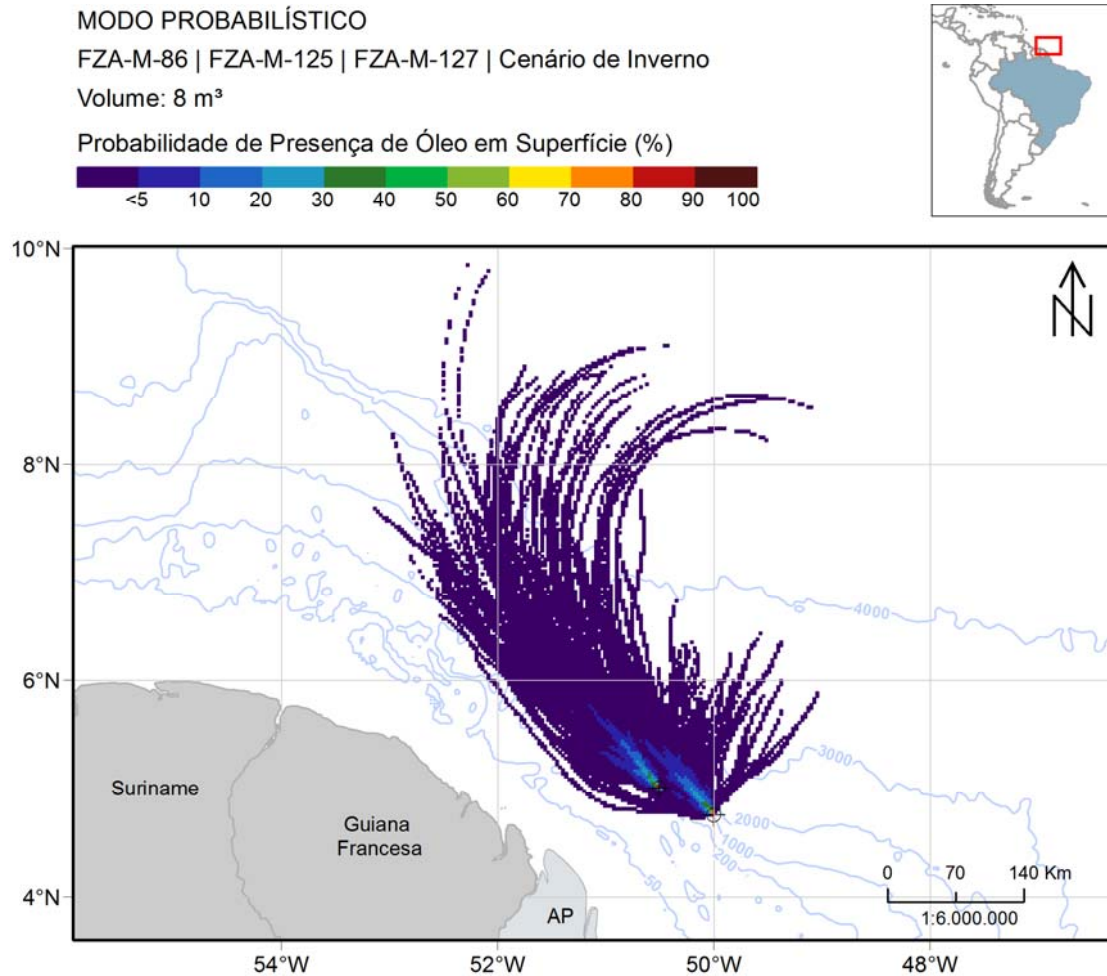 MODO PROBABILÍSTICO
FZA-M-86 | FZA-M-125 | FZA-M-127 | Cenário de Inverno
Volume: 8 m³
Probabilidade de Presença de Óleo em Superfície (%)
<5 10 20 30 40 50 60 70 80 90 100
10°N
N
8°N
4000
6°N
3000
Suriname
2000
Guiana
Francesa
1000
200
50
0 70 140 Km
4°N
AP
1:6.000.000
54°W 52°W 50°W 48°W